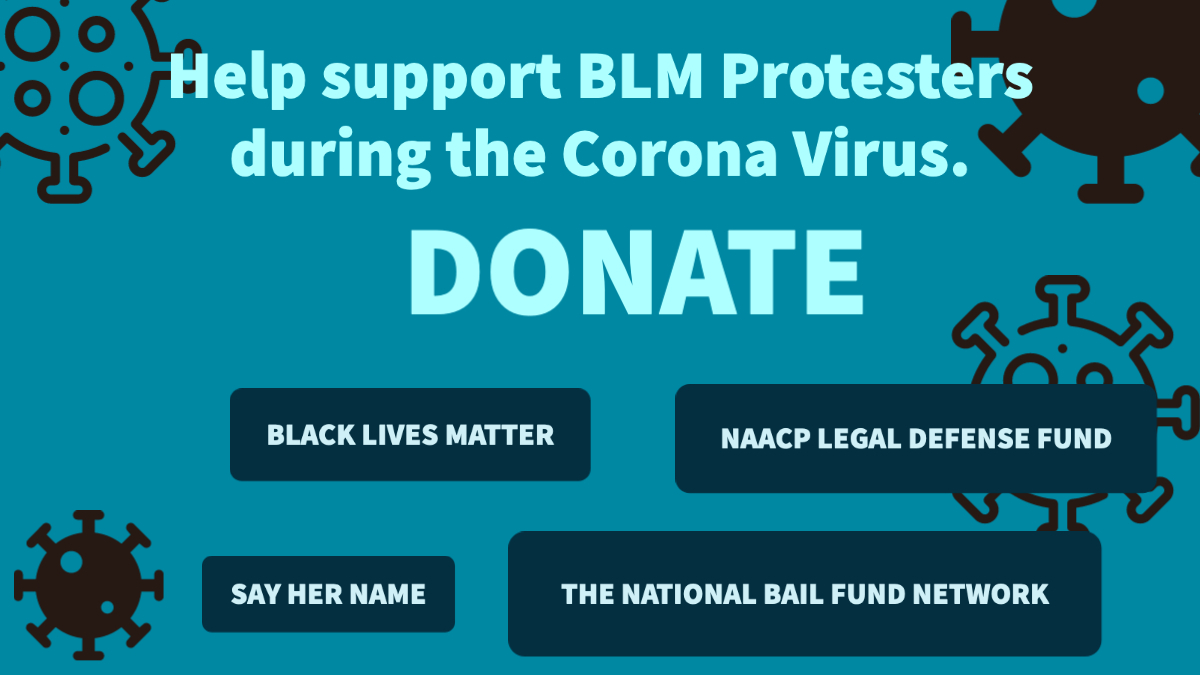 Help support BLM Protesters
during the Corona Virus.
DONATE
BLACK LIVES MATTER
NAACP LEGAL DEFENSE FUND
SAY HER NAME
THE NATIONAL BAIL FUND NETWORK